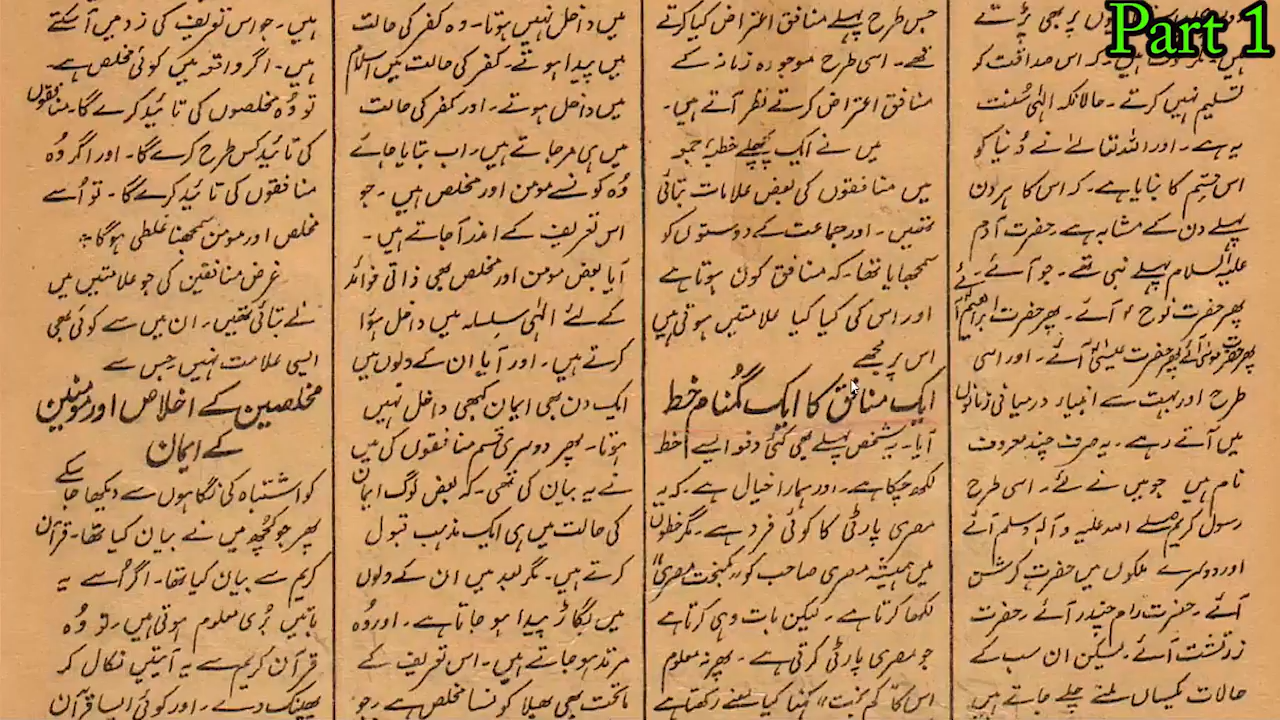 Part 1
تسلیم نہیں کرتے۔ حالانکہ الٰہی سُنت
یہ ہے۔ اور اللہ تعالےٰ نے دُنیا کو
اس قسم کا بنایا ہے۔ کہ اس کا ہر دن
پہلے دن کے مشابہ ہے۔ حضرت آدم
علیہ السلام پہلے نبی تھے۔ جو آئے۔
پھر حضرت نوح ؑ آئے۔ پھر حضرت ابراہیمؑ
پھر حضرت موسیٰؑ آئے پھر حضرت عیسیٰؑ آئے۔ اور اسی
طرح اور بہت سے انبیاء درمیانی زمانوں
میں آتے رہے۔ یہ صرف چند معروف
نام ہیں جو میں نے لئے۔ اسی طرح
رسول کریم صلے اللہ علیہ و آلہٖ وسلم آئے
اور دوسرے ملکوں میں حضرت کرشن
آئے۔ حضرت رام چندر آئے۔ حضرت
زرتشت آئے۔ لیکن ان سب کے
حالات یکساں چلے جاتے ہیں
جس طرح پہلے منافق اعتراض کیا کرتے
تھے۔ اسی طرح موجودہ زمانہ کے
منافق اعتراض کرتے نظر آتے ہیں۔
میں نے ایک پچھلے خطبۂ جمعہ
میں منافقوں کی بعض علامات بتائی
تھیں۔ اور جماعت کے دوستوں کو
سمجھایا تھا۔ کہ منافق کون ہوتا ہے
اور اس کی کیا کیا علامتیں ہوتی ہیں
اس پر مجھے
ایک منافق کا ایک گمنام خط
آیا۔ یہ شخص پہلے بھی کئی دفعہ ایسے خط
لکھ چکا ہے۔ اور ہمارا خیال ہے۔ کہ یہ
مصری پارٹی کا کوئی فرد ہے۔ مگر خطوں
میں ہمیشہ مصری صاحب کو "کمبخت مصری"
لکھا کرتا ہے۔ لیکن بات وہی کرتا ہے
جو مصری پارٹی کرتی ہے۔ پھر نہ معلوم
اس کا کم بخت" کہنا کیا معنے رکھتا ہے
میں داخل نہیں ہوتا۔ وہ کفر کی حالت
میں پیدا ہوتے۔ کفر کی حالت میں اسلام
میں داخل ہوتے۔ اور کفر کی حالت
میں ہی مر جاتے ہیں۔ اب بتایا جائے
وُہ کونسے مومن اور مخلص ہیں۔ جو
اس تعریف کے اندر آجاتے ہیں۔
آیا بعض مومن اور مخلص بھی ذاتی فوائد
کے لئے الٰہی سلسلہ میں داخل ہوا
کرتے ہیں۔ اور آیا ان کے دلوں میں
ایک دن بھی ایمان کبھی داخل نہیں
ہوتا۔ پھر دوسری قسم منافقوں کی میں
نے یہ بیان کی تھی۔ کہ بعض لوگ ایمان
کی حالت میں ہی ایک مذہب قبول
کرتے ہیں۔ مگر بعد میں ان کے دلوں
میں بگاڑ پیدا ہو جاتا ہے۔ اور وُہ
مرتد ہو جاتے ہیں۔ اس تعریف کے
ماتحت بھی بھلا کونسا مخلص ہے۔ جو
ہیں۔ جو اس تعریف کی زد میں آسکتے
ہیں۔ اگر واقعہ میں کوئی مخلص ہے۔
تو وُہ مخلصوں کی تائید کرے گا۔ منافقوں
کی تائید کس طرح کرے گا۔ اور اگر وُہ
منافقوں کی تائید کرے گا۔ تو اُسے
مخلص اور مومن سمجھنا غلطی ہوگا۔
غرض منافقین کی جو علامتیں میں
نے بتائی تھیں۔ ان میں سے کوئی بھی
ایسی علامت نہیں جس سے
مخلصین کے اخلاص اور مومنین
کے ایمان
کو اشتباہ کی نگاہوں سے دیکھا جا سکے
پھر جو کچھ میں نے بیان کیا تھا۔ قرآن
کریم سے بیان کیا تھا۔ اگر اُسے یہ
باتیں بُری معلوم ہوتی ہیں۔ تو وُہ
قرآن کریم سے یہ آیتیں نکال کر
پھینک دے۔ اور کوئی ایسا قرآن